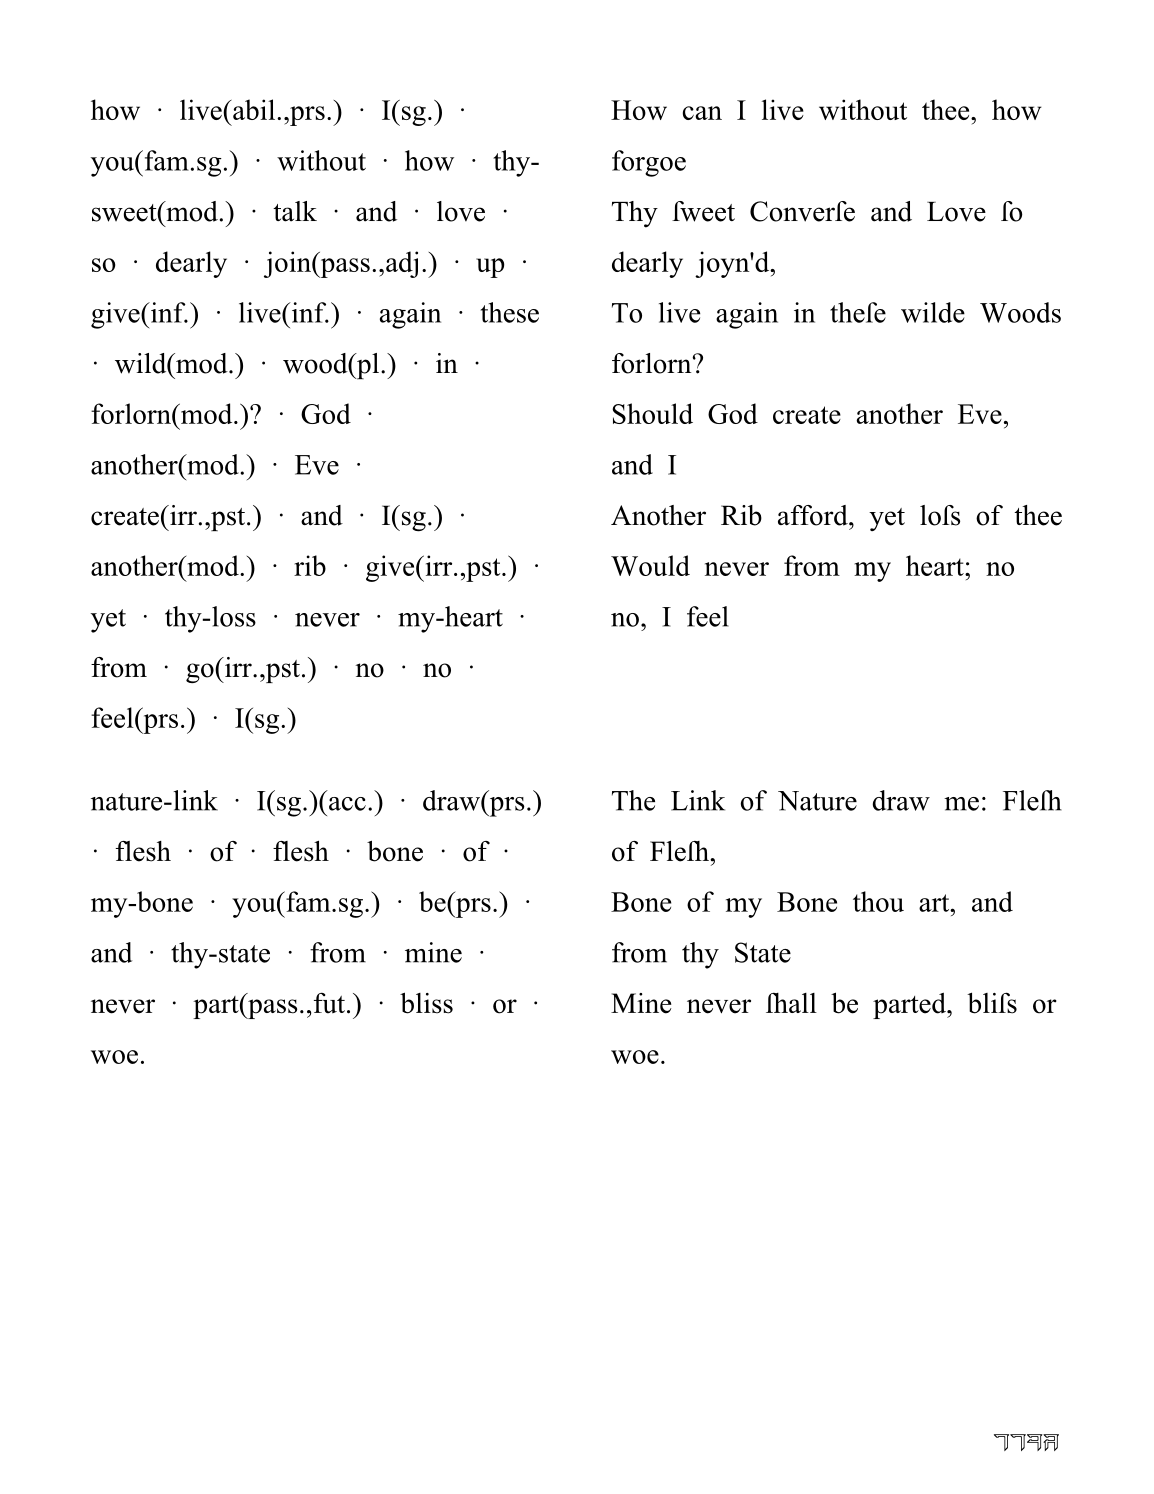 how · live(abil.,prs.) · I(sg.) ·
you(fam.sg.) · without · how · thy-
sweet(mod.) · talk · and · love ·
so · dearly · join(pass.,adj.) · up ·
give(inf.) · live(inf.) · again · these
· wild(mod.) · wood(pl.) · in ·
forlorn(mod.)? · God ·
another(mod.) · Eve ·
create(irr.,pst.) · and · I(sg.) ·
another(mod.) · rib · give(irr.,pst.) ·
yet · thy-loss · never · my-heart ·
from · go(irr.,pst.) · no · no ·
feel(prs.) · I(sg.)
How can I live without thee, how
forgoe
Thy ſweet Converſe and Love ſo
dearly joyn'd,
To live again in theſe wilde Woods
forlorn?
Should God create another Eve,
and I
Another Rib afford, yet loſs of thee
Would never from my heart; no
no, I feel
nature-link · I(sg.)(acc.) · draw(prs.)
· flesh · of · flesh · bone · of ·
my-bone · you(fam.sg.) · be(prs.) ·
and · thy-state · from · mine ·
never · part(pass.,fut.) · bliss · or ·
woe.
The Link of Nature draw me: Fleſh
of Fleſh,
Bone of my Bone thou art, and
from thy State
Mine never ſhall be parted, bliſs or
woe.